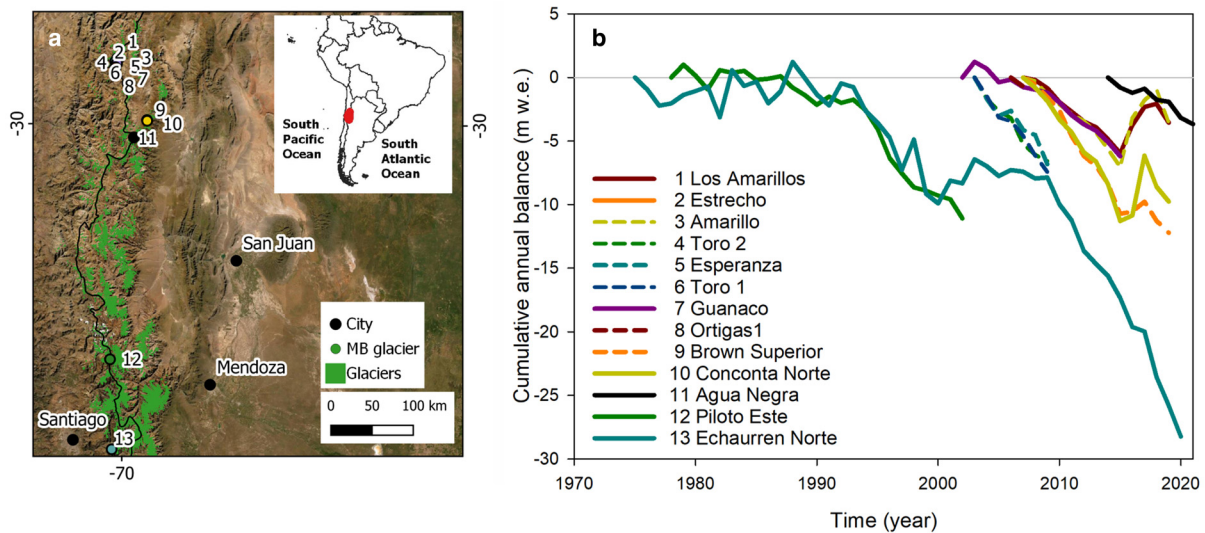 a
1
2
3
4
5
6
7
8
9
10
11
-30
-30
South
Pacific
Ocean
South
Atlantic
Ocean
San Juan
City
MB glacier
Glaciers
12
Mendoza
0 50 100 km
Santiago
13
-70
b
Cumulative annual balance (m w.e.)
5
0
-5
-10
-15
-20
-25
-30
1 Los Amarillos
2 Estrecho
3 Amarillo
4 Toro 2
5 Esperanza
6 Toro 1
7 Guanaco
8 Ortigas1
9 Brown Superior
10 Conconta Norte
11 Agua Negra
12 Piloto Este
13 Echaurren Norte
1970 1980 1990 2000 2010 2020
Time (year)